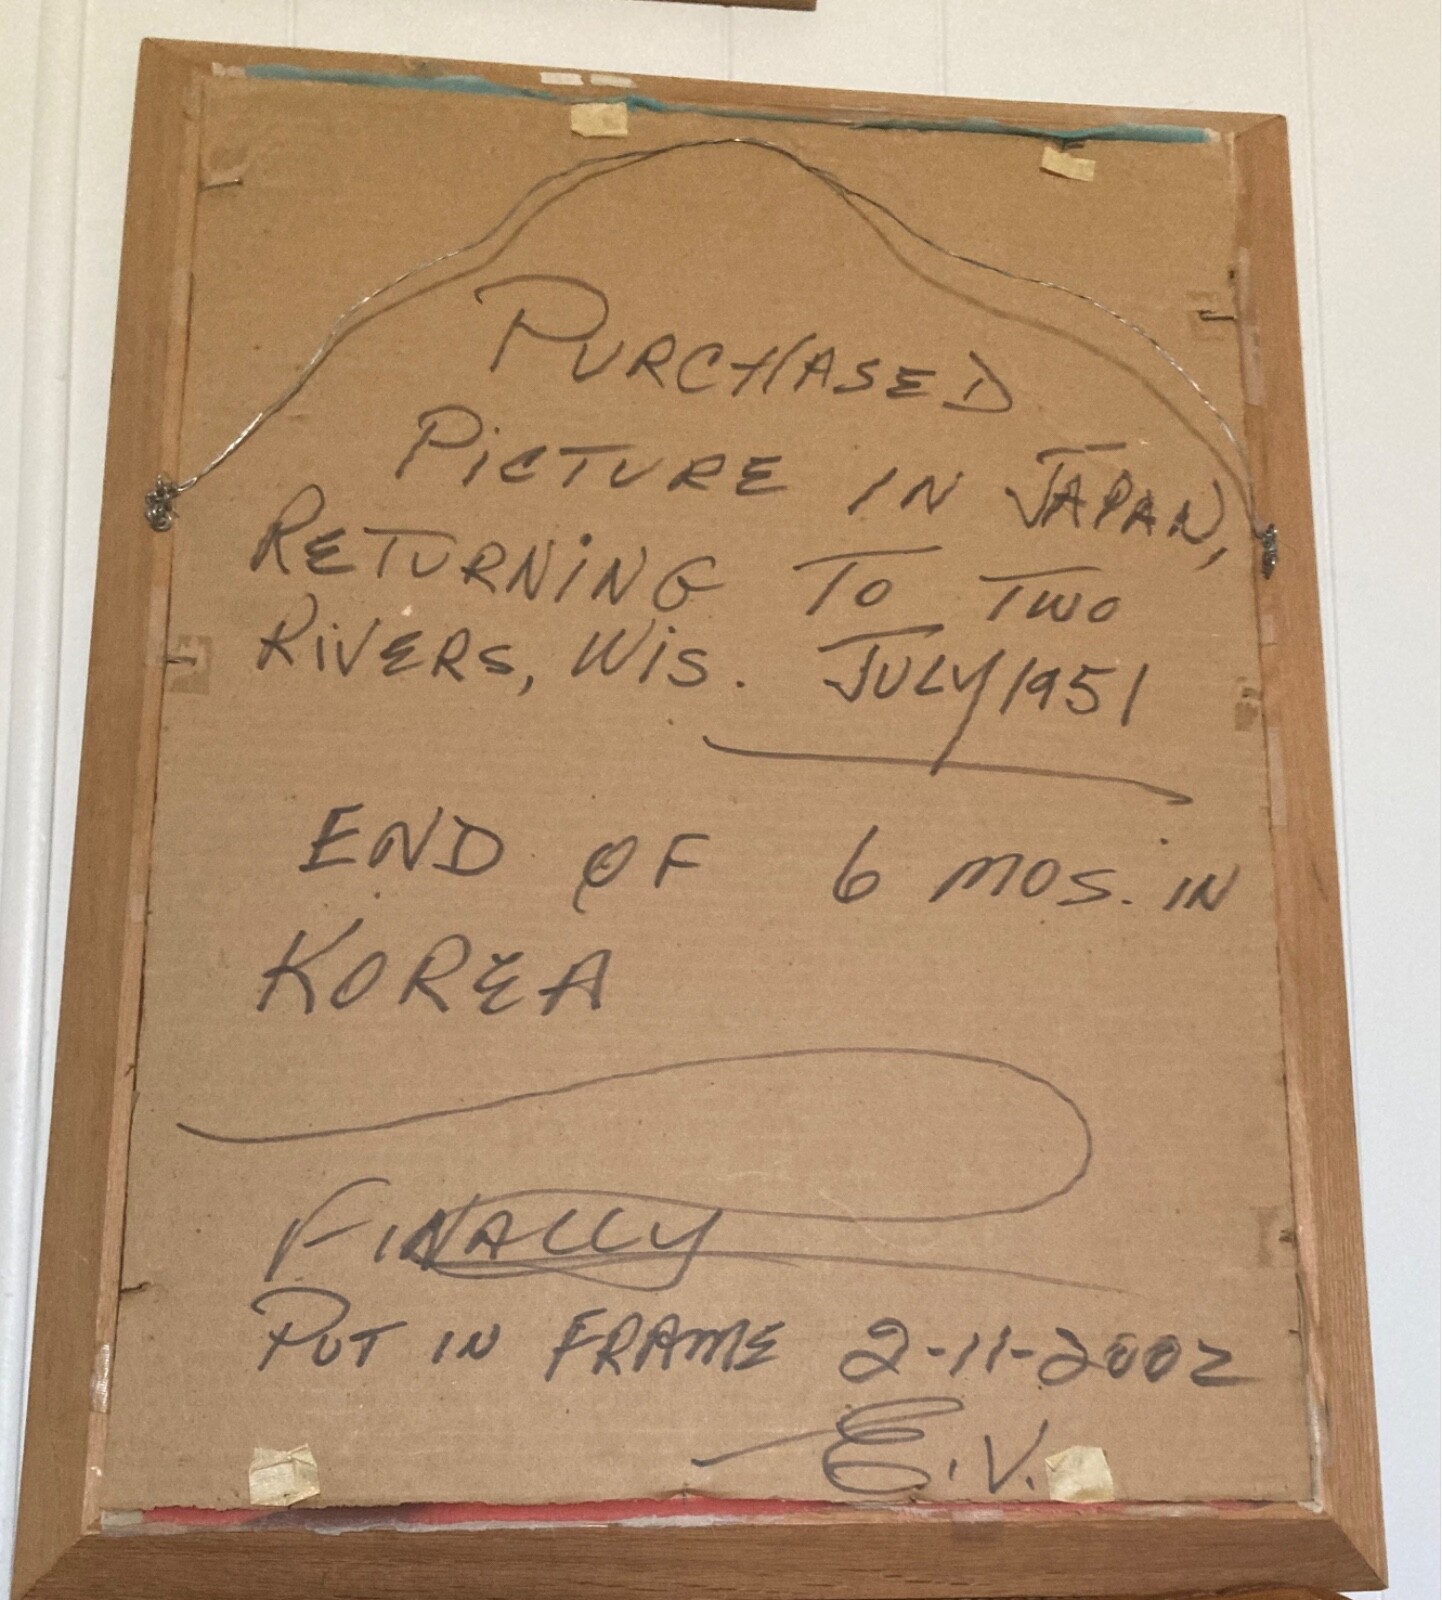 PURCHASED
PICTURE IN JAPAN,
RETURNING TO TWO
RIVERS, WIS. JULY 1951
END OF 6 MOS. IN
KOREA
FINALLY
PUT IN FRAME 2-11-2002
E.V.